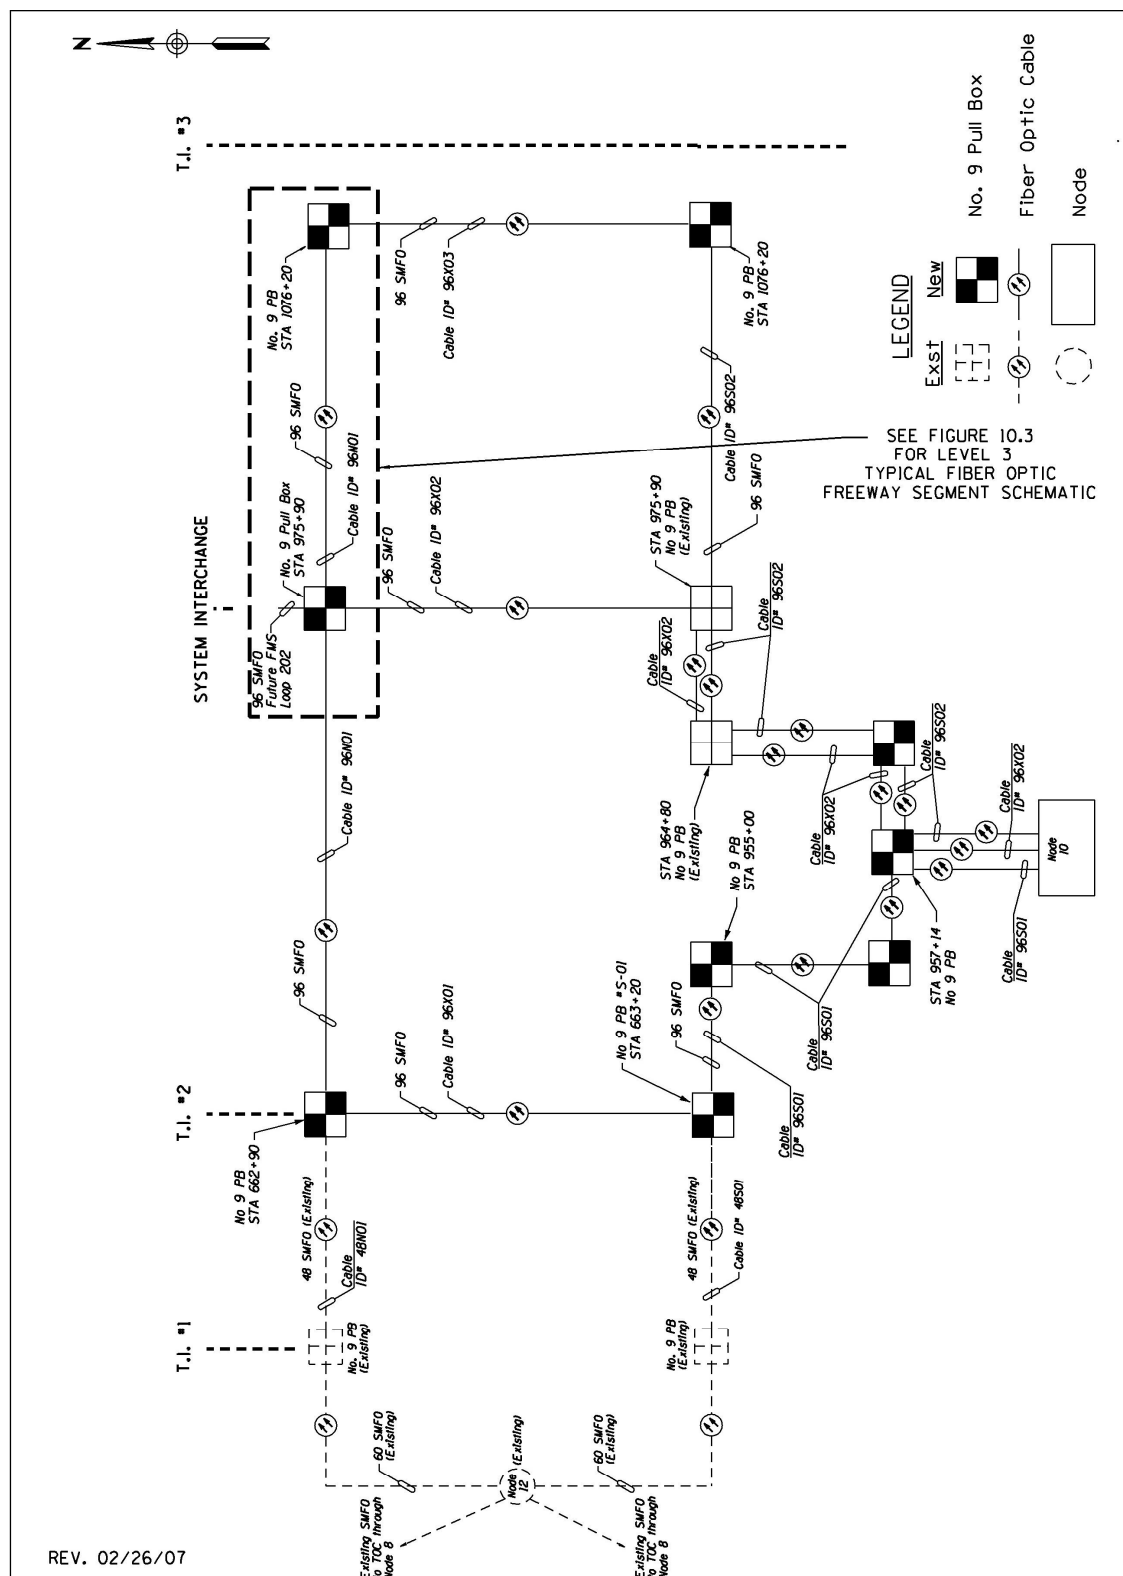 N
T.I. #3
No. 9 PB
STA 1076+20
96 SMFO
Cable ID# 96X03
No. 9 PB
STA 1076+20
96 SMFO
Cable ID# 96N01
Cable ID# 96S02
96 SMFO
SYSTEM INTERCHANGE
96 SMFO
Future FMS
Loop 202
No. 9 Pull Box
STA 975+90
96 SMFO
Cable ID# 96X02
STA 975+90
No 9 PB
(Existing)
Cable
ID# 96X02
Cable
ID# 96S02
Cable ID# 96N01
96 SMFO
STA 964+80
No 9 PB
(Existing)
No 9 PB
STA 955+00
Cable
ID# 96X02
Cable
ID# 96S02
Cable
ID# 96X02
Node
10
Cable
ID# 96S01
STA 957+14
No 9 PB
Cable
ID# 96S01
No 9 PB #S-01
STA 663+20
96 SMFO
Cable
ID# 96S01
T.I. #2
No 9 PB
STA 662+90
96 SMFO
Cable ID# 96X01
48 SMFO (Existing)
Cable
ID# 48N01
48 SMFO (Existing)
Cable ID# 48S01
T.I. #1
No. 9 PB
(Existing)
No. 9 PB
(Existing)
60 SMFO
(Existing)
Node
12
(Existing)
60 SMFO
(Existing)
Existing SMFO
to TOC through
Node 8
Existing SMFO
to TOC through
Node 8
LEGEND
Exst
New
No. 9 Pull Box
Fiber Optic Cable
Node
SEE FIGURE 10.3
FOR LEVEL 3
TYPICAL FIBER OPTIC
FREEWAY SEGMENT SCHEMATIC
REV. 02/26/07